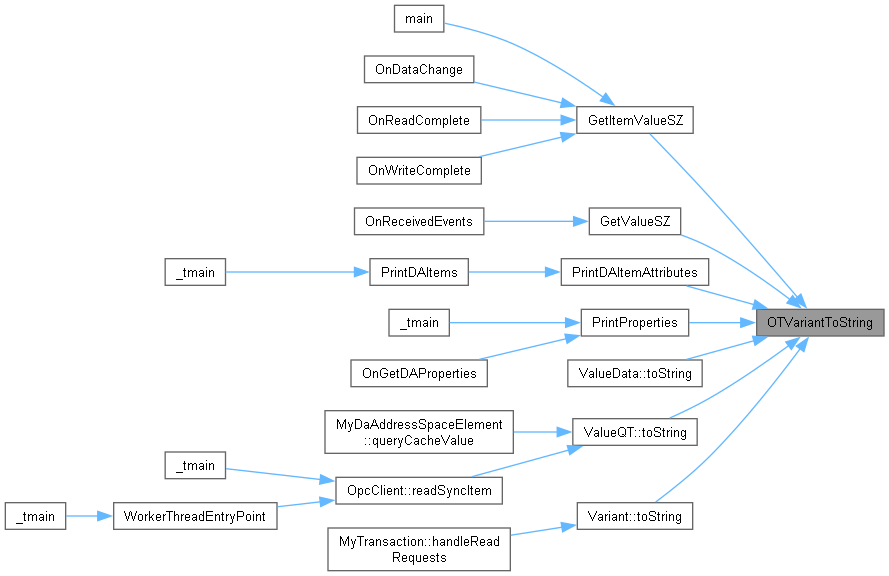 main
OnDataChange
OnReadComplete
GetItemValueSZ
OnWriteComplete
OnReceivedEvents
GetValueSZ
_tmain
PrintDAItems
PrintDAItemAttributes
_tmain
PrintProperties
OTVariantToString
OnGetDAProperties
ValueData::toString
MyDaAddressSpaceElement
::queryCacheValue
ValueQT::toString
_tmain
OpcClient::readSyncItem
_tmain
WorkerThreadEntryPoint
Variant::toString
MyTransaction::handleRead
Requests